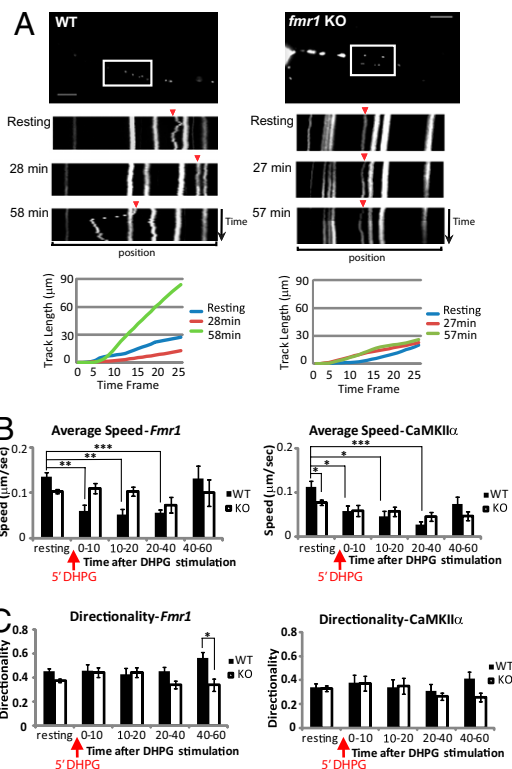 A
WT
fmr1 KO
Resting
28 min
58 min
Time
position
Resting
27 min
57 min
Time
position
Track Length (μm)
90
60
30
0
0 5 10 15 20 25
Time Frame
Resting
28min
58min
Track Length (μm)
90
60
30
0
0 5 10 15 20 25
Time Frame
Resting
27min
57min
B
Average Speed-Fmr1
Speed (μm/sec)
0.2
0.1
0
***
**
**
WT
KO
resting 0-10 10-20 20-40 40-60
Time after DHPG stimulation
5' DHPG
Average Speed-CaMKIIα
Speed (μm/sec)
0.2
0.1
0
***
*
*
*
WT
KO
resting 0-10 10-20 20-40 40-60
Time after DHPG stimulation
5' DHPG
C
Directionality-Fmr1
Directionality
0.8
0.6
0.4
0.2
0
*
WT
KO
resting 0-10 10-20 20-40 40-60
Time after DHPG stimulation
5' DHPG
Directionality-CaMKIIα
Directionality
0.8
0.6
0.4
0.2
0
WT
KO
resting 0-10 10-20 20-40 40-60
Time after DHPG stimulation
5' DHPG